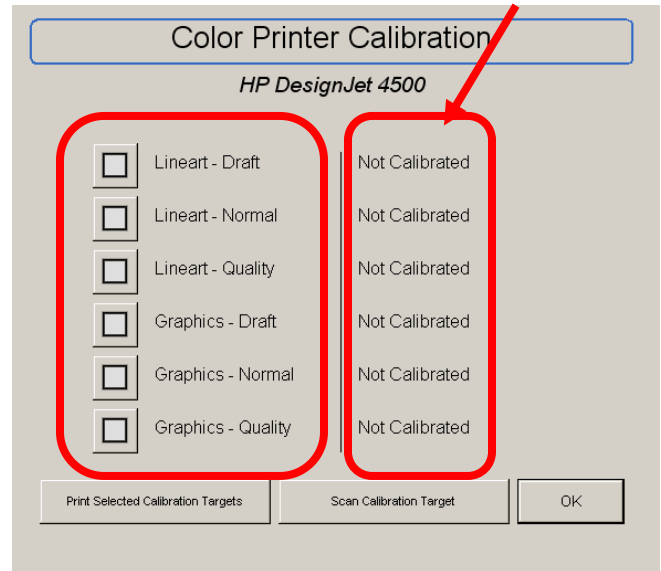 Color Printer Calibration
HP DesignJet 4500
Lineart - Draft Not Calibrated
Lineart - Normal Not Calibrated
Lineart - Quality Not Calibrated
Graphics - Draft Not Calibrated
Graphics - Normal Not Calibrated
Graphics - Quality Not Calibrated
Print Selected Calibration Targets Scan Calibration Target OK